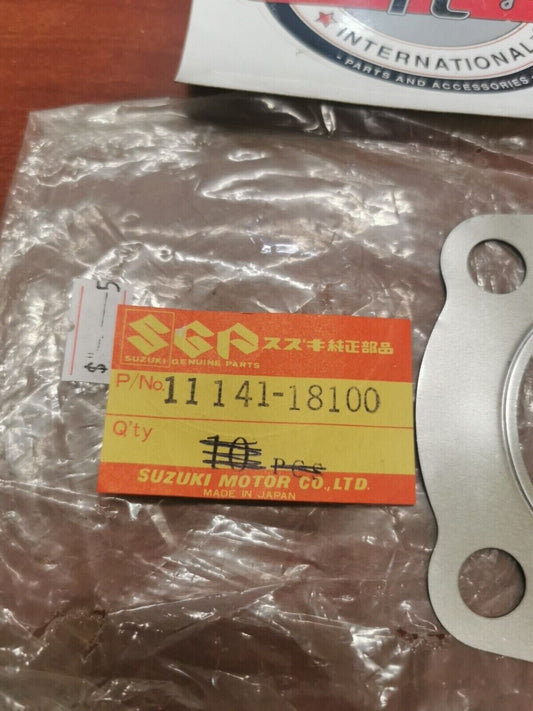 INTERNATIONAL
- PARTS AND ACCESSORIES -
5
$
SGP スズキ純正部品
SUZUKI GENUINE PARTS
P/No. 11141-18100
Q'ty 10 PCS
SUZUKI MOTOR CO., LTD.
MADE IN JAPAN